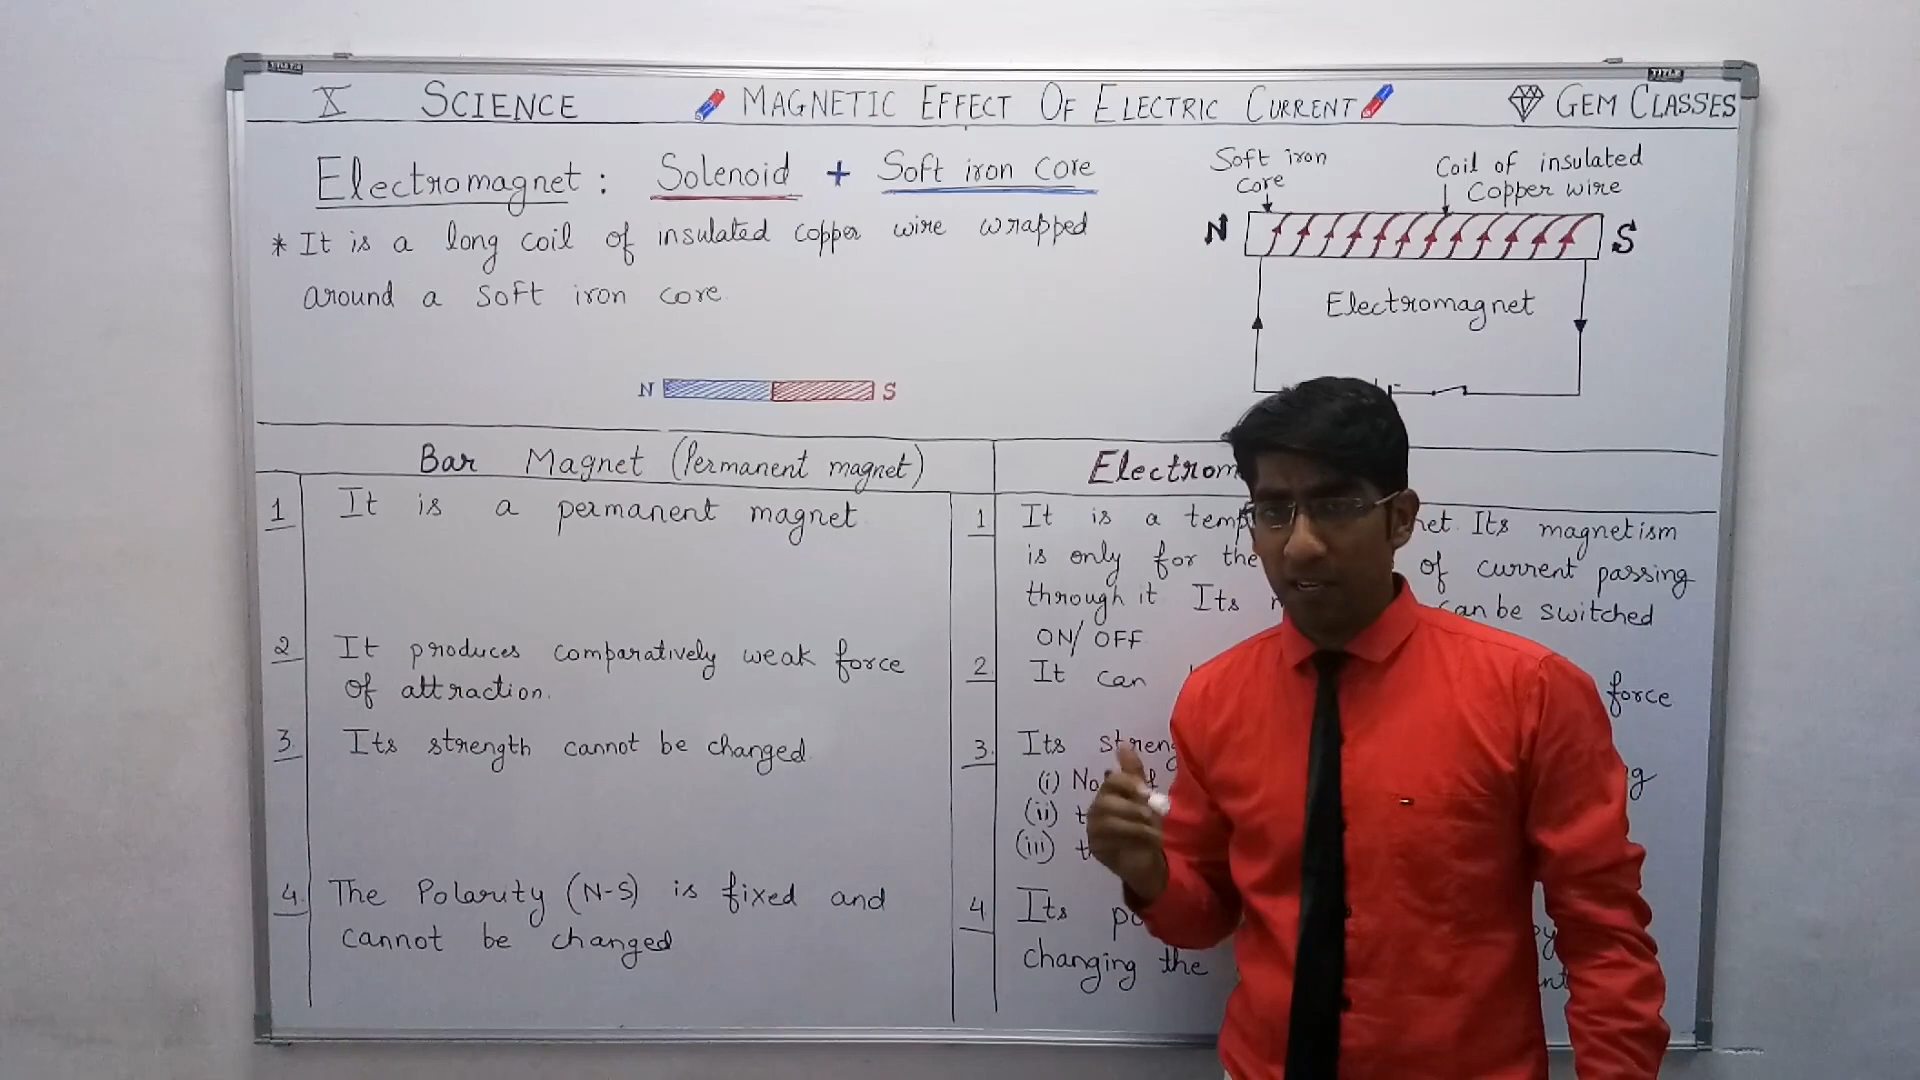 X SCIENCE MAGNETIC EFFECT OF ELECTRIC CURRENT GEM CLASSES
Electromagnet : Solenoid + Soft iron core
* It is a long coil of insulated copper wire wrapped
around a soft iron core
Soft iron
core
Coil of insulated
copper wire
N S
Electromagnet
N S
Bar Magnet (Permanent magnet)
1 It is a permanent magnet
2 It produces comparatively weak force
of attraction.
3. Its strength cannot be changed
4. The Polarity (N-S) is fixed and
cannot be changed
1 It is a Its magnetism
is only for the of current passing
through it Its can be switched
ON/OFF
2. It can force
3. Its
(i)
(ii)
(iii)
4 Its
changing the